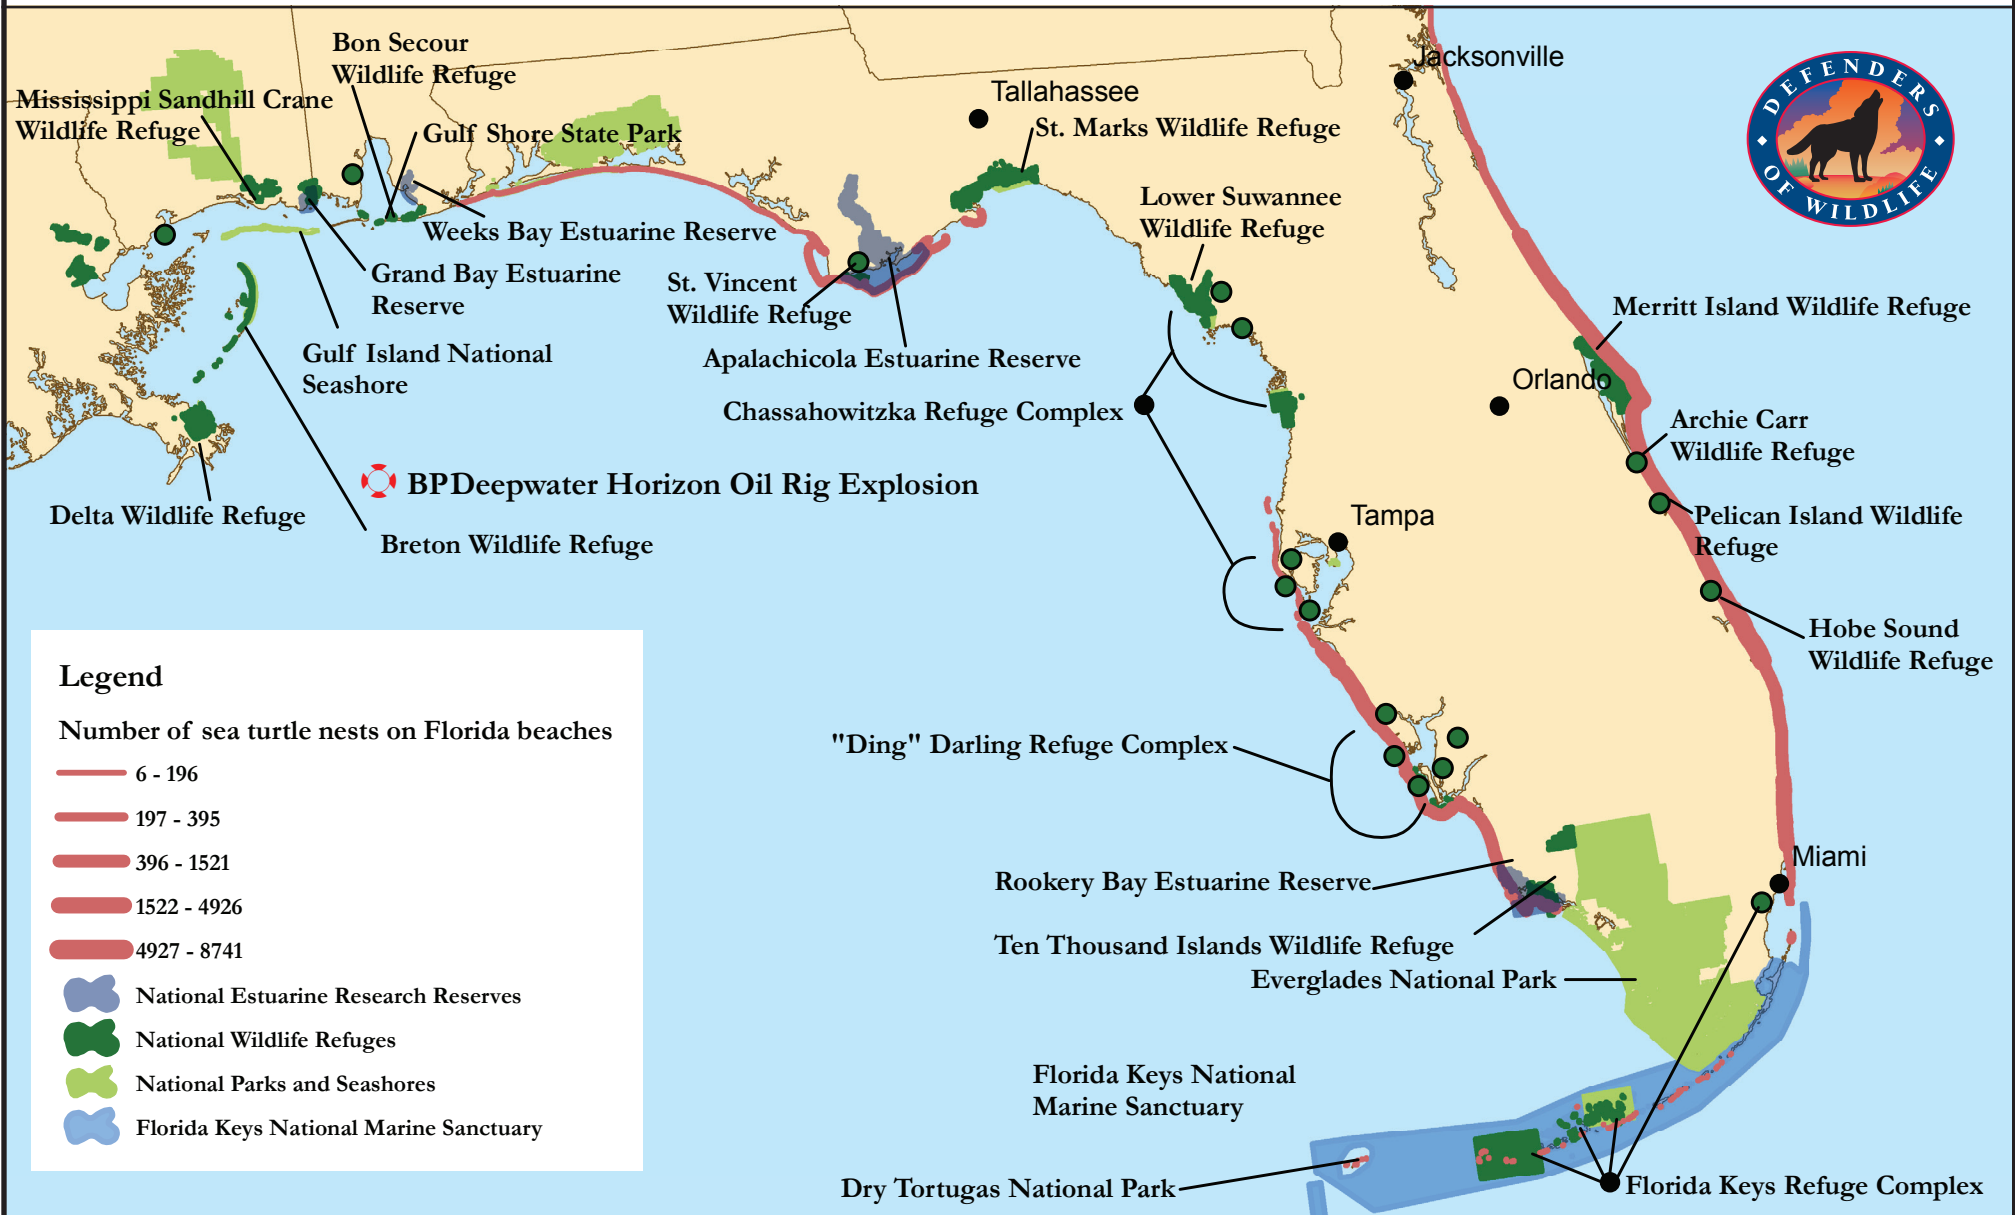 Bon Secour
Wildlife Refuge
Jacksonville
DEFENDERS
OF WILDLIFE
Mississippi Sandhill Crane
Wildlife Refuge
Tallahassee
Gulf Shore State Park
St. Marks Wildlife Refuge
Lower Suwannee
Wildlife Refuge
Weeks Bay Estuarine Reserve
Grand Bay Estuarine
Reserve
St. Vincent
Wildlife Refuge
Merritt Island Wildlife Refuge
Gulf Island National
Seashore
Apalachicola Estuarine Reserve
Orlando
Chassahowitzka Refuge Complex
Archie Carr
Wildlife Refuge
BPDeepwater Horizon Oil Rig Explosion
Delta Wildlife Refuge
Tampa
Pelican Island Wildlife
Refuge
Breton Wildlife Refuge
Hobe Sound
Wildlife Refuge
Legend
Number of sea turtle nests on Florida beaches
6 - 196
197 - 395
396 - 1521
1522 - 4926
4927 - 8741
National Estuarine Research Reserves
National Wildlife Refuges
National Parks and Seashores
Florida Keys National Marine Sanctuary
"Ding" Darling Refuge Complex
Miami
Rookery Bay Estuarine Reserve
Ten Thousand Islands Wildlife Refuge
Everglades National Park
Florida Keys National
Marine Sanctuary
Dry Tortugas National Park
Florida Keys Refuge Complex